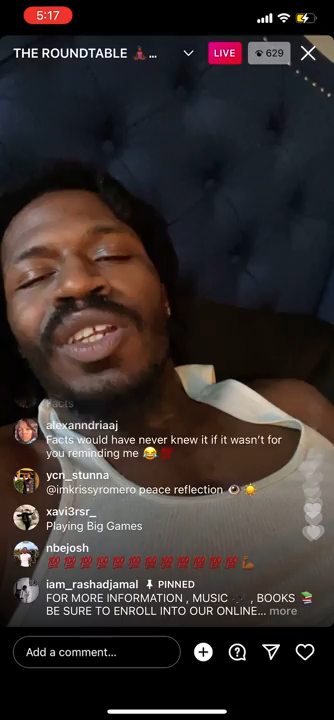 5:17
THE ROUNDTABLE 🧘🏾‍♂️ ...
LIVE
629
Facts
alexanndriaaj
Facts would have never knew it if it wasn't for
you reminding me 😂❤️
ycn_stunna
@imkrissyromero peace reflection 👁️☀️
xavi3rsr_
Playing Big Games
nbejosh
💯💯💯💯💯💯💯💯💯💯💯💯💯💯💪🏾
iam_rashadjamal PINNED
FOR MORE INFORMATION , MUSIC 🎶 , BOOKS 📚
BE SURE TO ENROLL INTO OUR ONLINE... more
Add a comment...